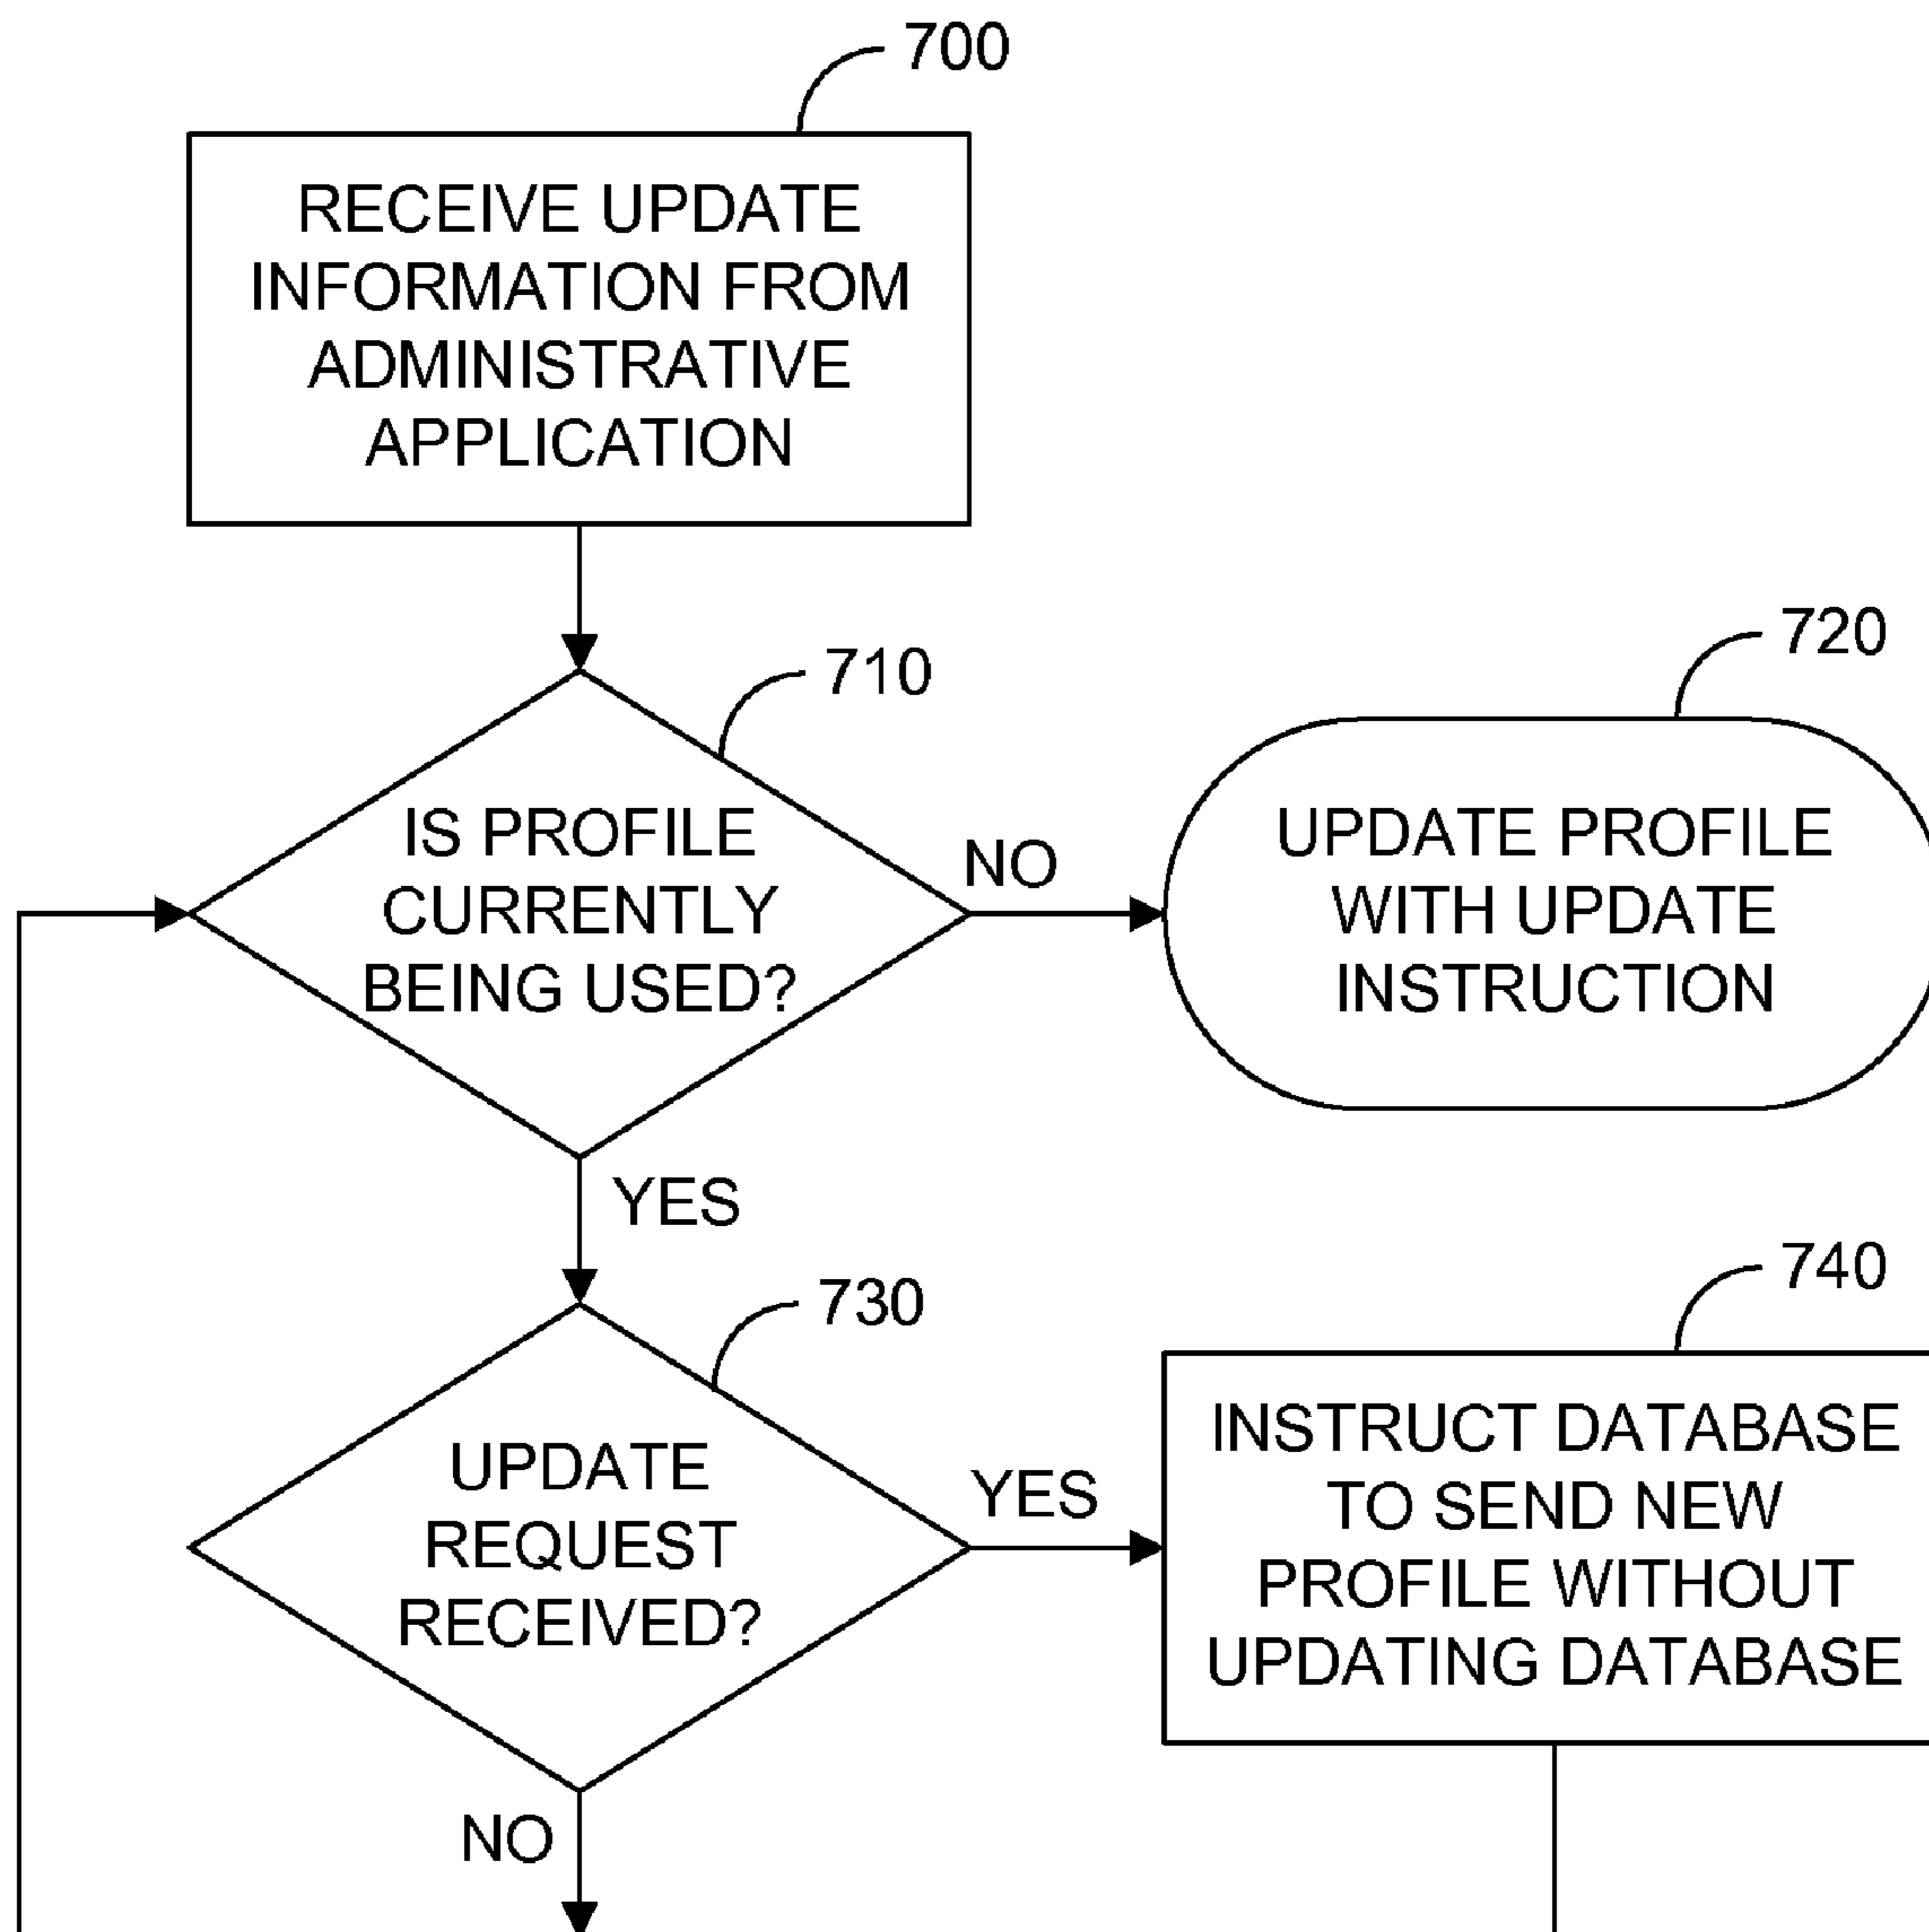 700
RECEIVE UPDATE
INFORMATION FROM
ADMINISTRATIVE
APPLICATION
710
IS PROFILE
CURRENTLY
BEING USED?
NO
720
UPDATE PROFILE
WITH UPDATE
INSTRUCTION
YES
730
UPDATE
REQUEST
RECEIVED?
YES
740
INSTRUCT DATABASE
TO SEND NEW
PROFILE WITHOUT
UPDATING DATABASE
NO